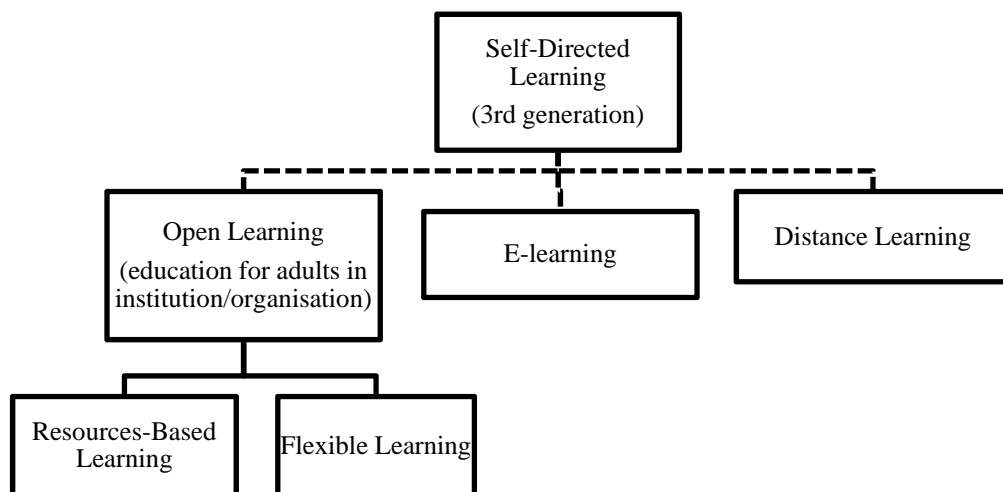 Self-Directed
Learning
(3rd generation)
Open Learning
(education for adults in
institution/organisation)
E-learning
Distance Learning
Resources-Based
Learning
Flexible Learning